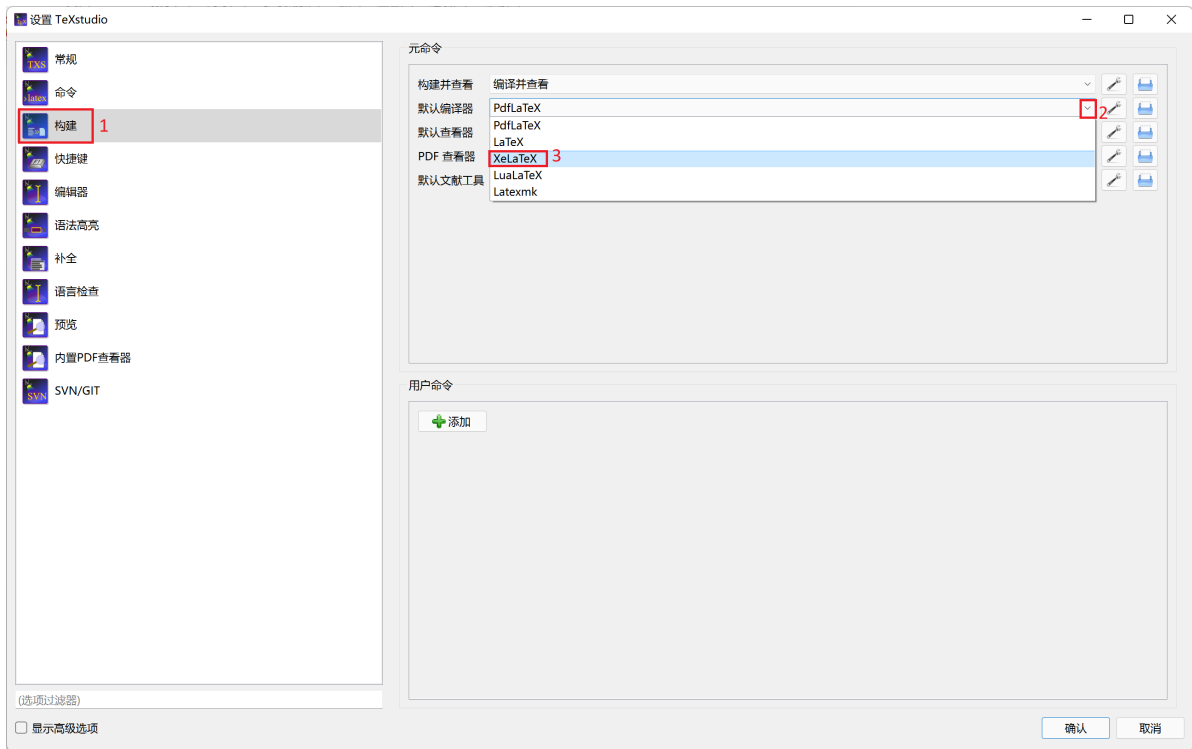 设置 TeXstudio
常规
命令
构建 1
快捷键
编辑器
语法高亮
补全
语言检查
预览
内置PDF查看器
SVN/GIT
(选项过滤器)
显示高级选项
元命令
构建并查看 编译并查看
默认编译器 PdfLaTeX 2
默认查看器 PdfLaTeX
LaTeX
PDF 查看器 XeLaTeX 3
默认文献工具 LuaLaTeX
Latexmk
用户命令
添加
确认 取消